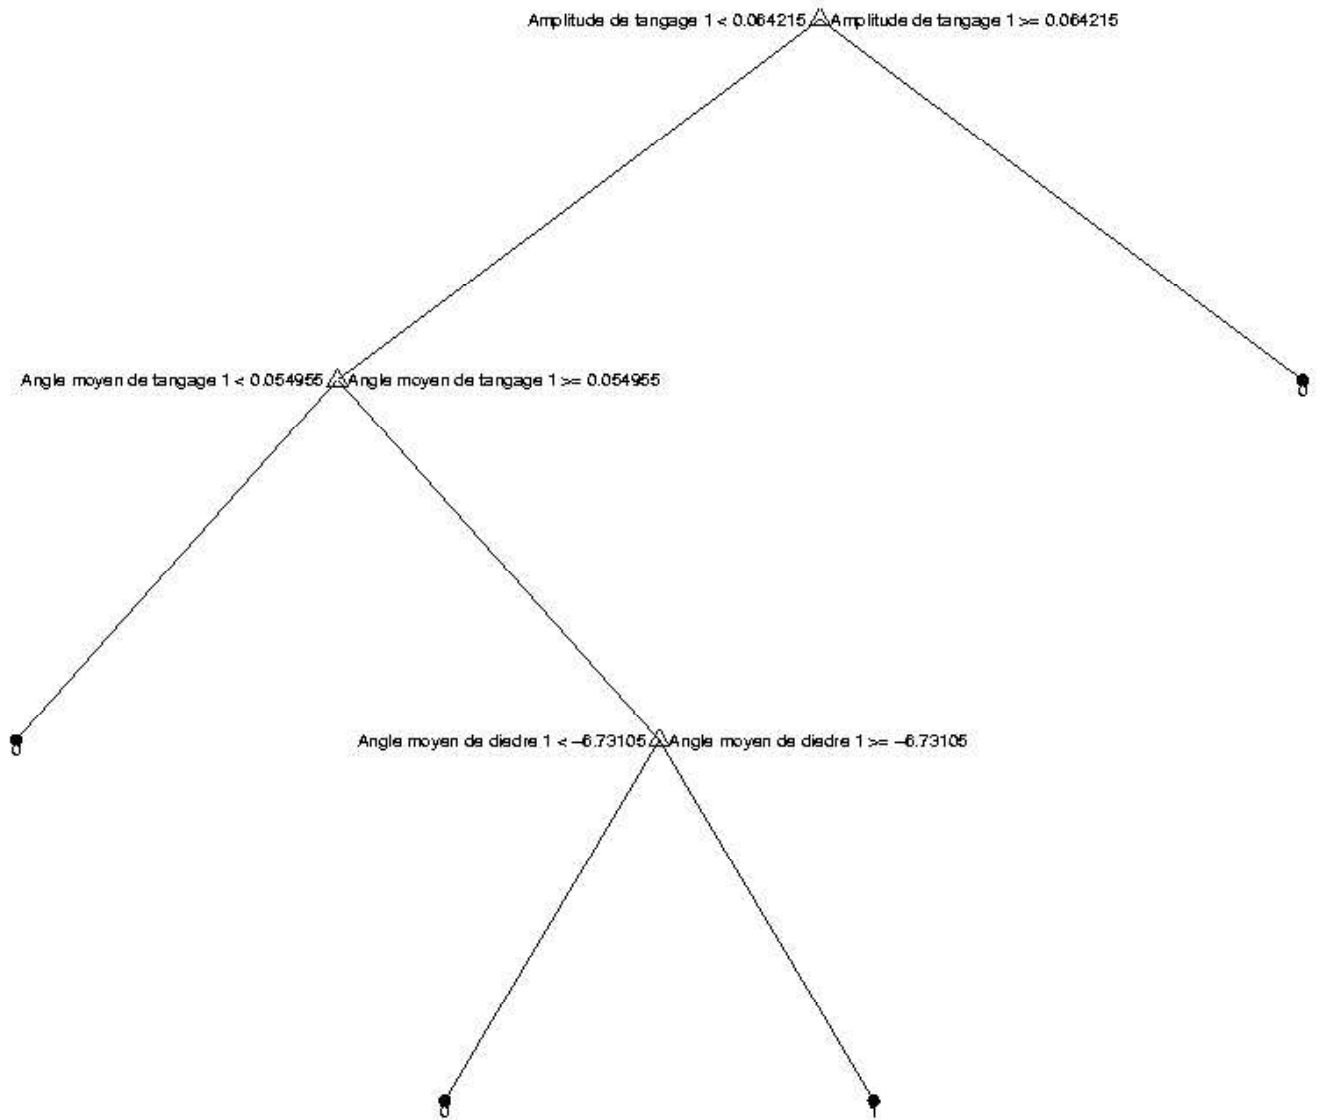 Amplitude de tangage 1 < 0.064215 Amplitude de tangage 1 >= 0.064215
Angle moyen de tangage 1 < 0.054955 Angle moyen de tangage 1 >= 0.054955
0
0
Angle moyen de diedre 1 < −6.73105 Angle moyen de diedre 1 >= −6.73105
0
1